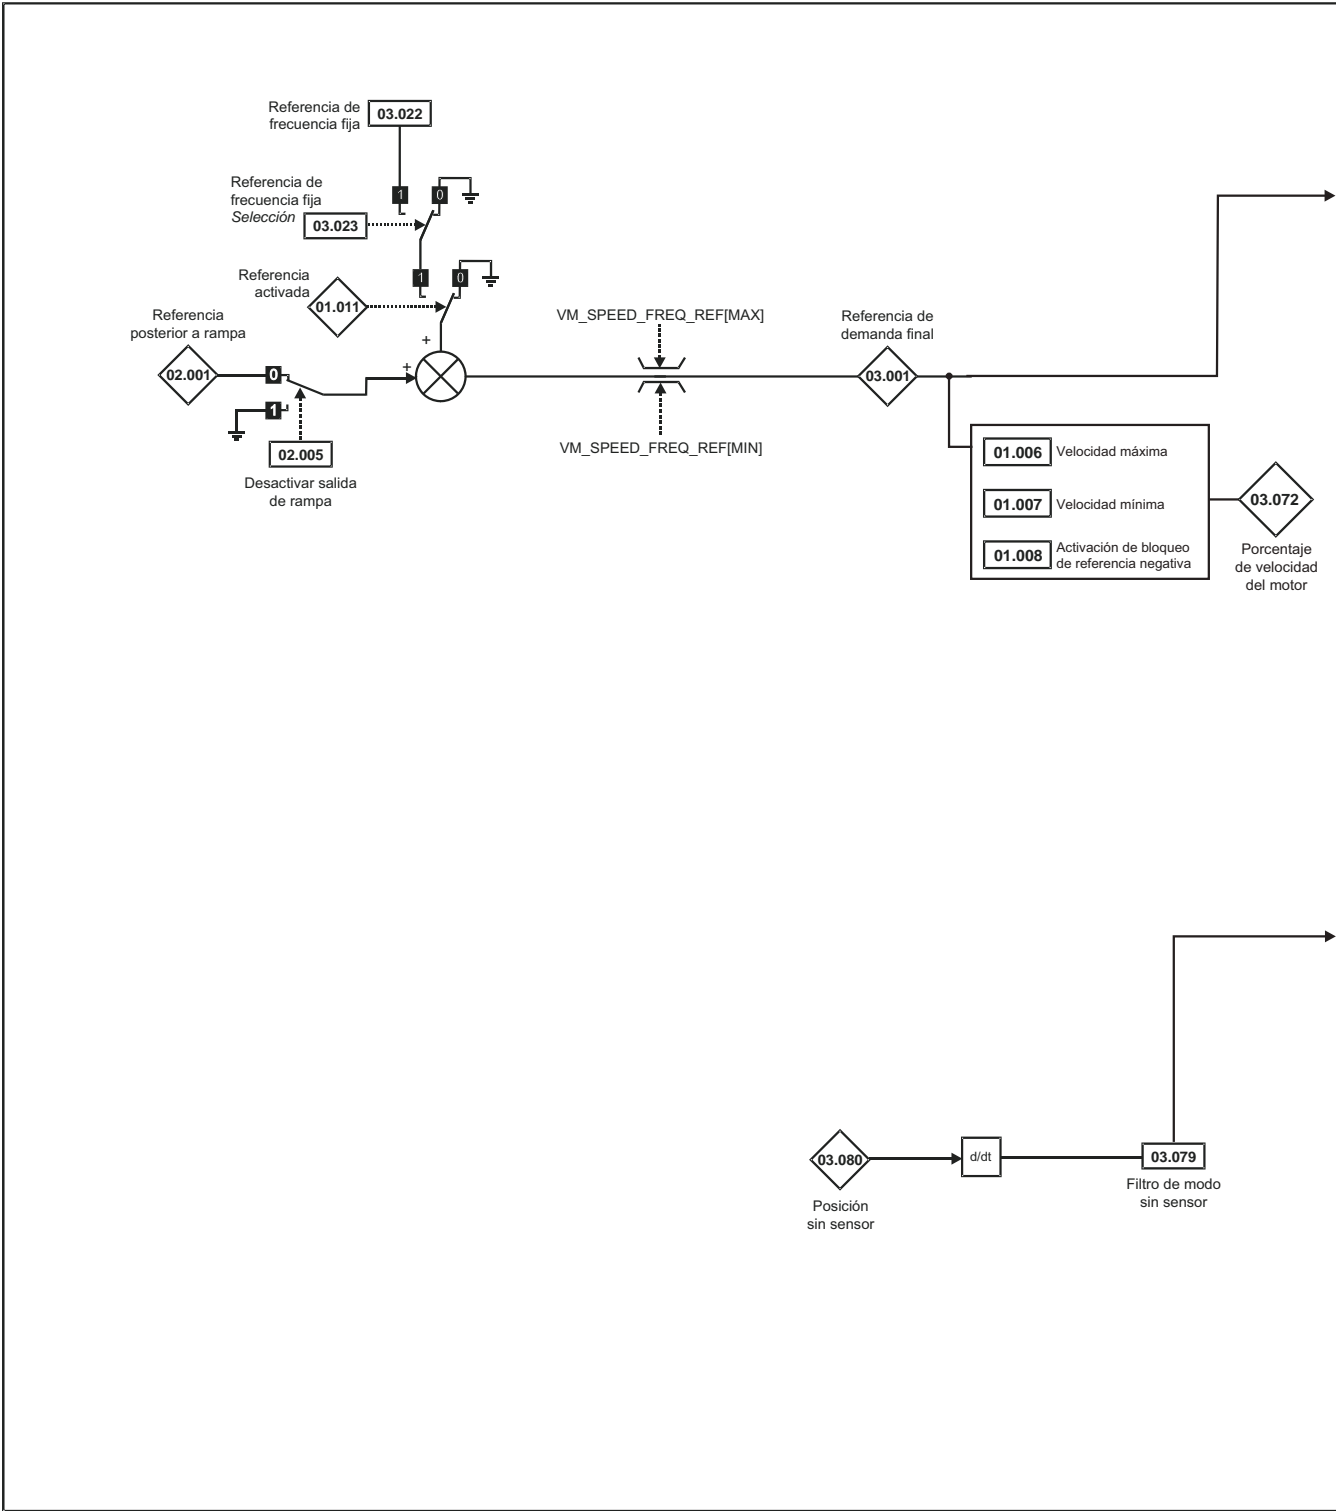 Referencia de
frecuencia fija
03.022
1
0
Referencia de
frecuencia fija
Selección
03.023
1
0
Referencia
activada
01.011
Referencia
posterior a rampa
02.001
0
1
+
+
02.005
Desactivar salida
de rampa
VM_SPEED_FREQ_REF[MAX]
VM_SPEED_FREQ_REF[MIN]
Referencia de
demanda final
03.001
01.006 Velocidad máxima
01.007 Velocidad mínima
01.008 Activación de bloqueo
de referencia negativa
03.072
Porcentaje
de velocidad
del motor
03.080
Posición
sin sensor
d/dt
03.079
Filtro de modo
sin sensor